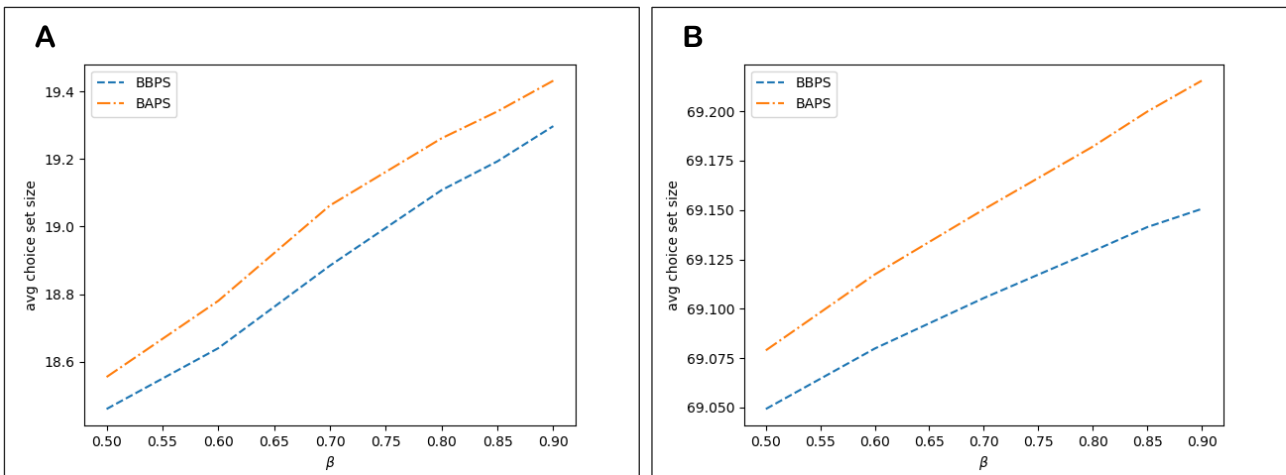 A
BBPS
BAPS
19.4
19.2
19.0
18.8
18.6
avg choice set size
0.50 0.55 0.60 0.65 0.70 0.75 0.80 0.85 0.90
β
B
BBPS
BAPS
69.200
69.175
69.150
69.125
69.100
69.075
69.050
avg choice set size
0.50 0.55 0.60 0.65 0.70 0.75 0.80 0.85 0.90
β